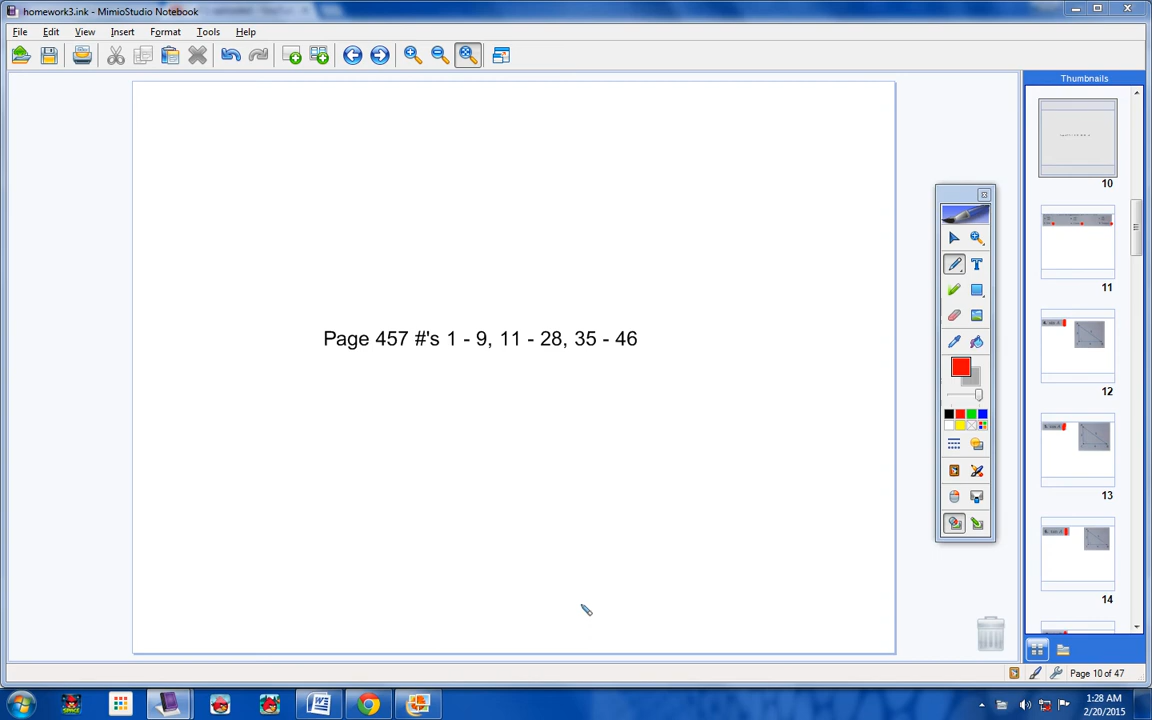 homework3.ink - MimioStudio Notebook
File Edit View Insert Format Tools Help
Thumbnails
10
11
12
13
14
Page 457 #'s 1 - 9, 11 - 28, 35 - 46
T
Page 10 of 47
1:28 AM
2/20/2015